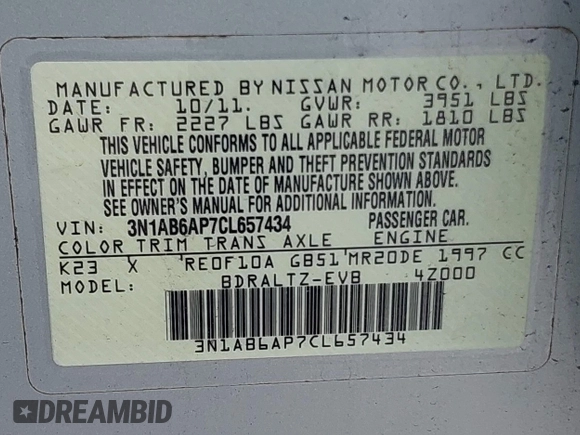 MANUFACTURED BY NISSAN MOTOR CO., LTD.
DATE: 10/11. GVWR: 3951 LBS
GAWR FR: 2227 LBS GAWR RR: 1810 LBS
THIS VEHICLE CONFORMS TO ALL APPLICABLE FEDERAL MOTOR
VEHICLE SAFETY, BUMPER AND THEFT PREVENTION STANDARDS
IN EFFECT ON THE DATE OF MANUFACTURE SHOWN ABOVE.
SEE OWNER'S MANUAL FOR ADDITIONAL INFORMATION.
VIN: 3N1AB6AP7CL657434 PASSENGER CAR.
COLOR TRIM TRANS AXLE ENGINE
K23 X RE0F10A GB51 MR20DE 1997 CC
MODEL: BDRALTZ-EVB 4Z000
3N1AB6AP7CL657434
DREAMBID